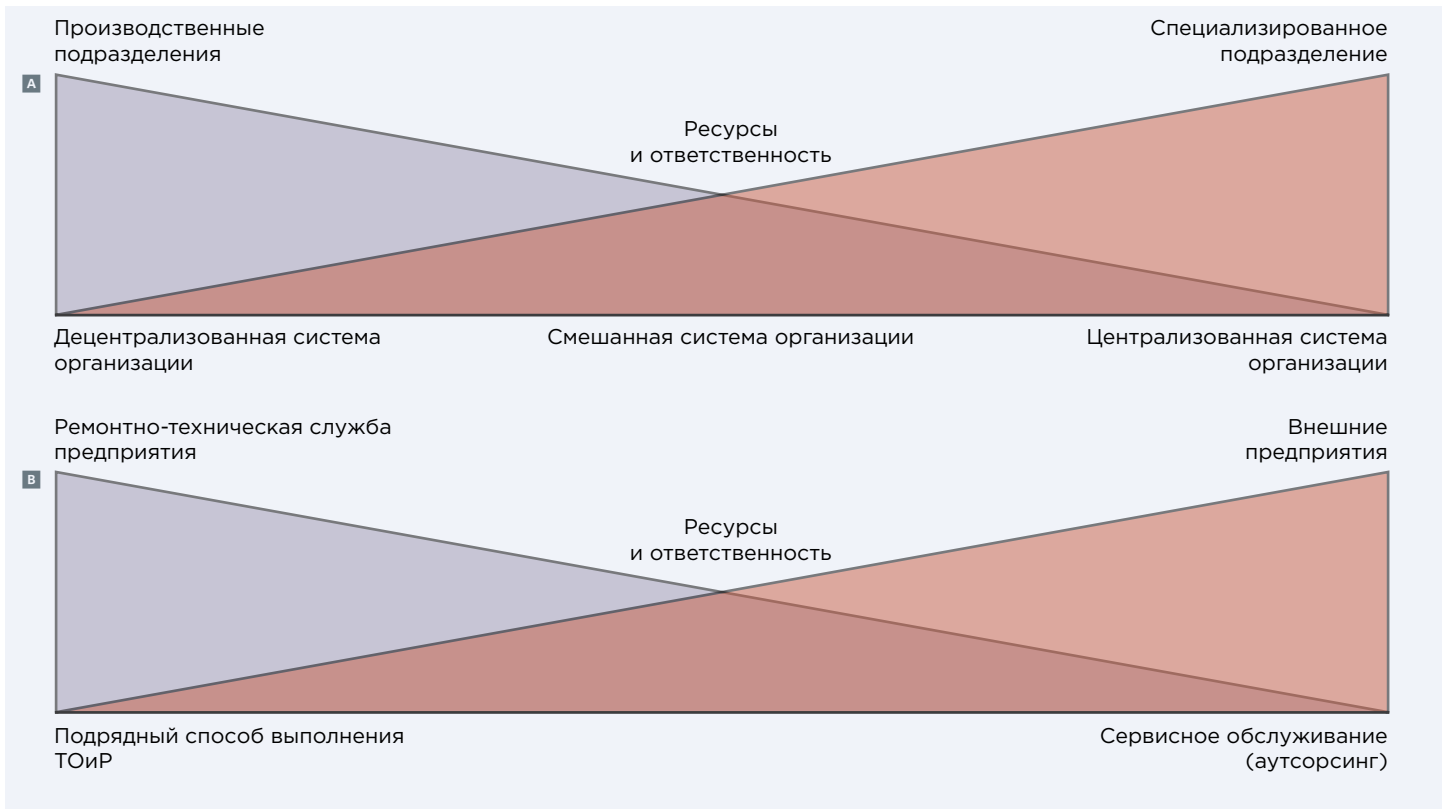 Производственные
подразделения
Специализированное
подразделение
A
Ресурсы
и ответственность
Децентрализованная система
организации
Смешанная система организации
Централизованная система
организации
Ремонтно-техническая служба
предприятия
Внешние
предприятия
B
Ресурсы
и ответственность
Подрядный способ выполнения
ТОиР
Сервисное обслуживание
(аутсорсинг)